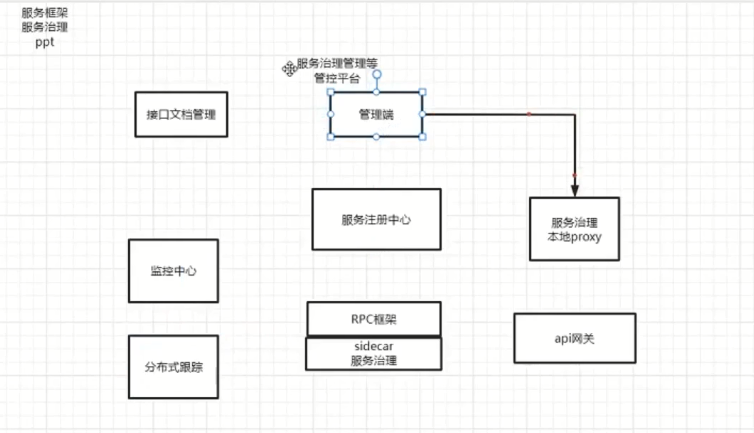 服务框架
服务治理
ppt
服务治理管理等
管控平台
接口文档管理
管理端
服务注册中心
服务治理
本地proxy
监控中心
RPC框架
sidecar
服务治理
api网关
分布式跟踪